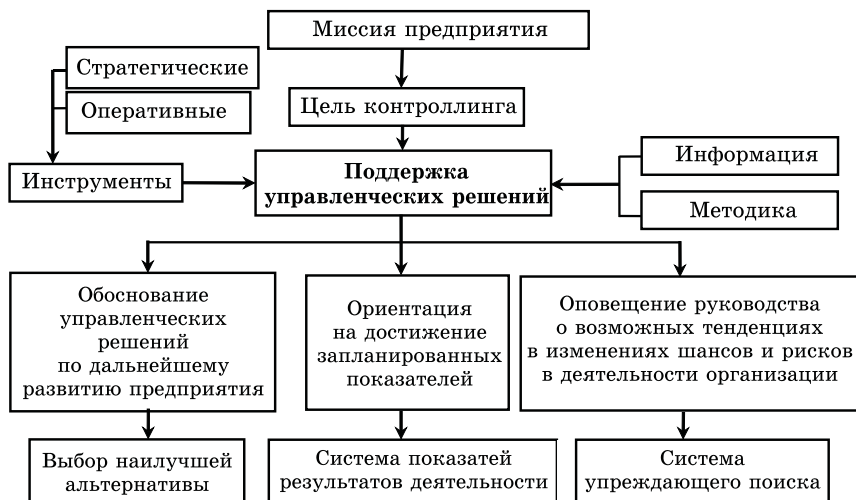 Миссия предприятия
Стратегические
Оперативные
Цель контроллинга
Инструменты
Поддержка
управленческих решений
Информация
Методика
Обоснование
управленческих
решений
по дальнейшему
развитию предприятия
Ориентация
на достижение
запланированных
показателей
Оповещение руководства
о возможных тенденциях
в изменениях шансов и рисков
в деятельности организации
Выбор наилучшей
альтернативы
Система показатей
результатов деятельности
Система
упреждающего поиска